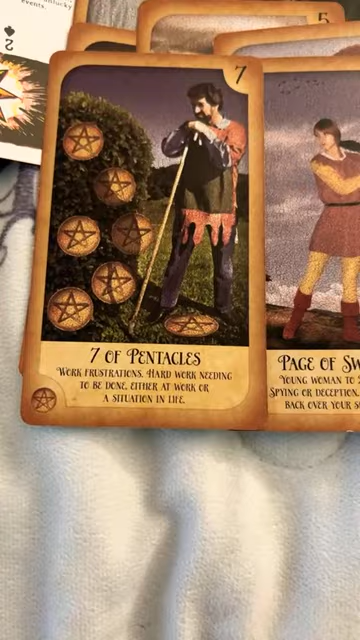 events.
2
5
7
7 of Pentacles
Work frustrations. Hard work needing
to be done, either at work or
a situation in life.
Page of
Young woman to
Spying or deception.
back over your